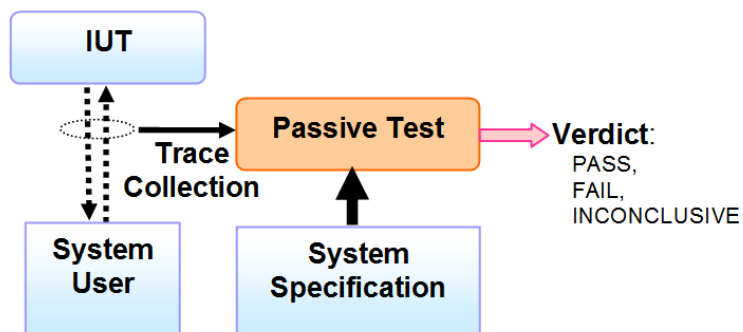 IUT
Passive Test
Trace
Collection
Verdict:
PASS,
FAIL,
INCONCLUSIVE
System
User
System
Specification